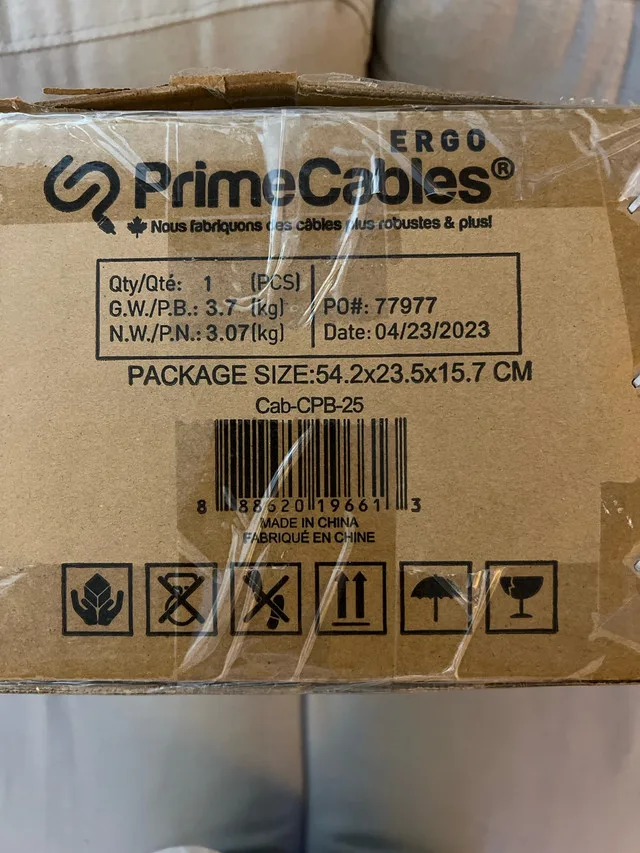 ERGO
PrimeCables®
Nous fabriquons des câbles plus robustes & plus!
Qty/Qté: 1 (PCS)
G.W./P.B.: 3.7 (kg)
N.W./P.N.: 3.07(kg)
PO#: 77977
Date: 04/23/2023
PACKAGE SIZE:54.2x23.5x15.7 CM
Cab-CPB-25
8 88620 19661 3
MADE IN CHINA
FABRIQUÉ EN CHINE